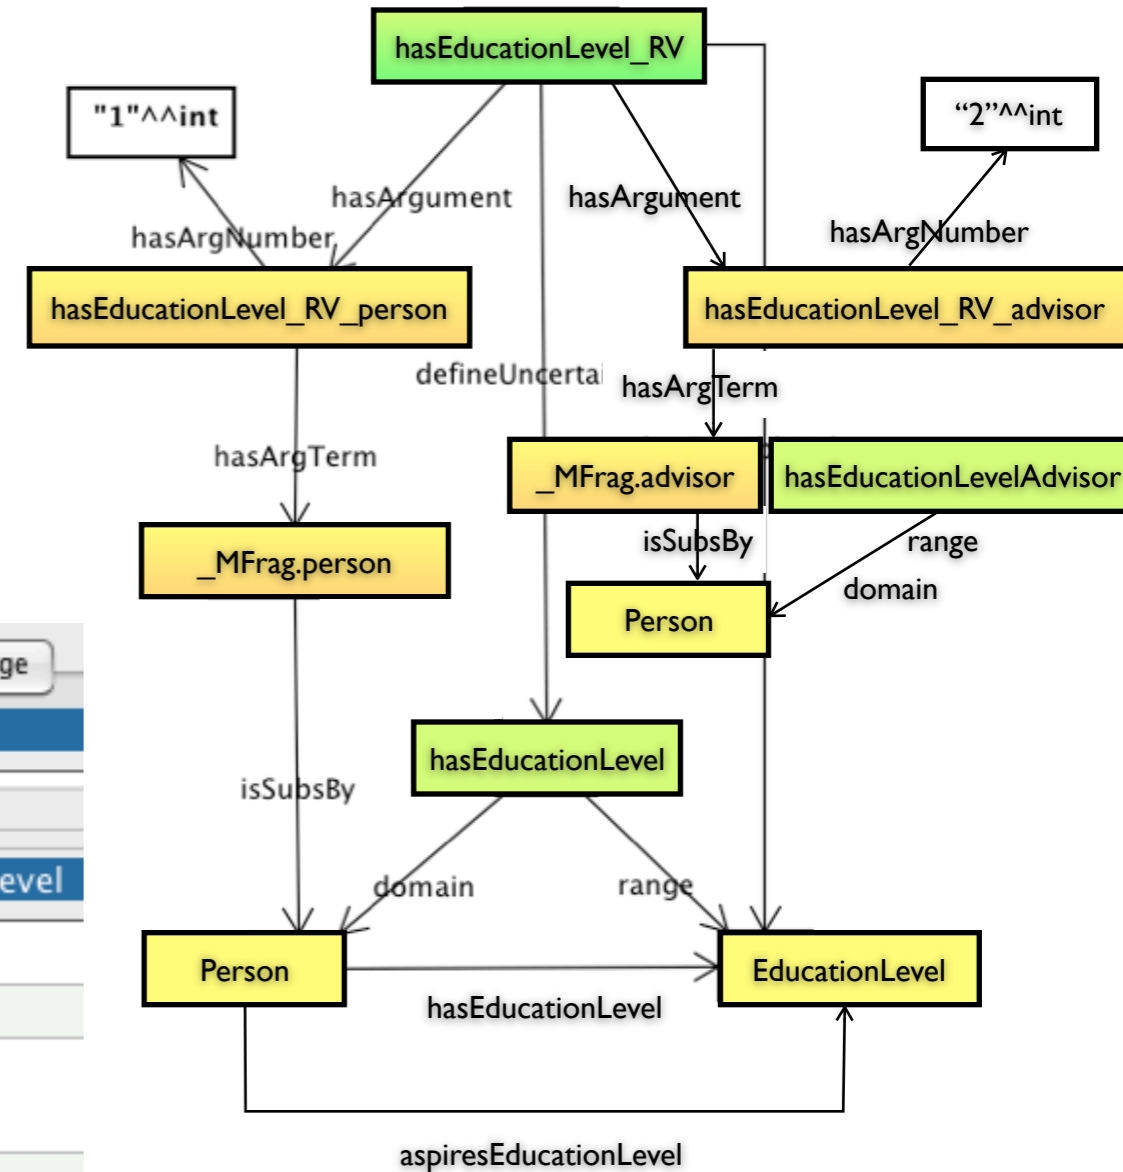 hasEducationLevel_RV
"1"^^int
“2”^^int
hasArgument
hasArgument
hasArgNumber
hasArgNumber
hasEducationLevel_RV_person
hasEducationLevel_RV_advisor
defineUncertai
hasArgTerm
hasArgTerm
_MFrag.advisor
hasEducationLevelAdvisor
isSubsBy
range
_MFrag.person
domain
Person
ge
hasEducationLevel
isSubsBy
evel
domain
range
Person
EducationLevel
hasEducationLevel
aspiresEducationLevel